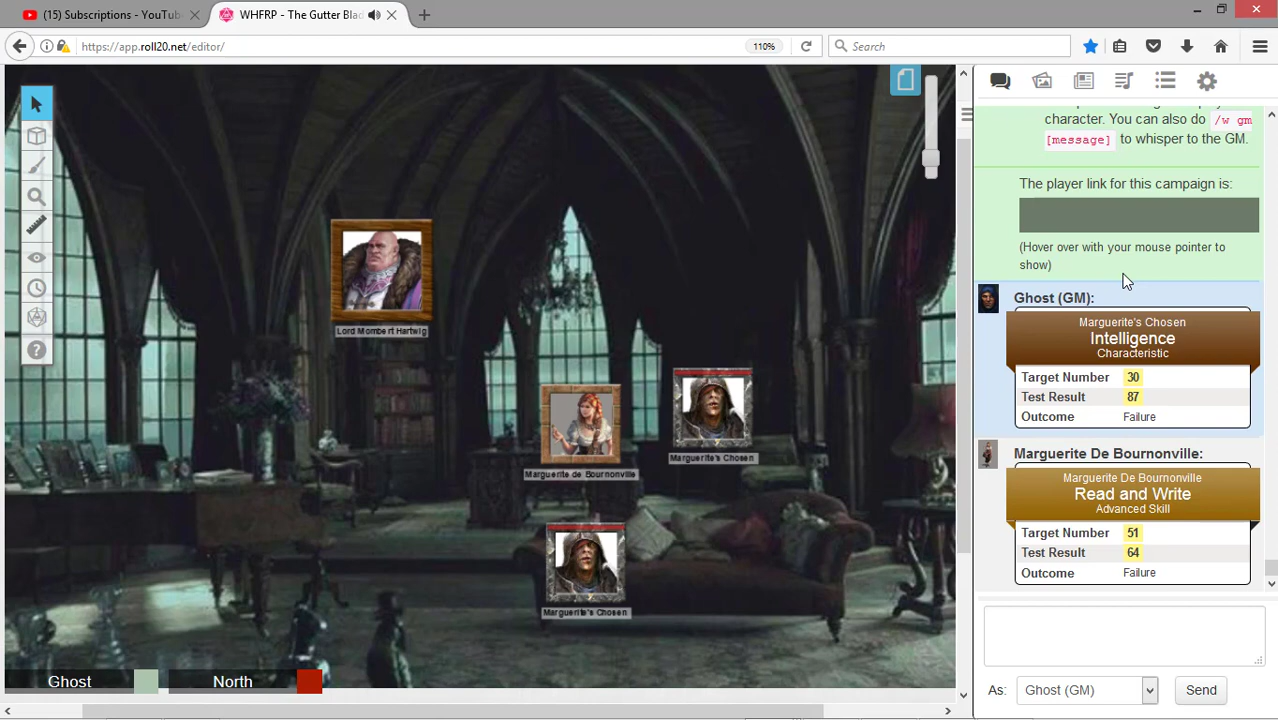 (15) Subscriptions - YouTub
WHFRP - The Gutter Blad
https://app.roll20.net/editor/
110%
Search
character. You can also do /w gm
[message] to whisper to the GM.
The player link for this campaign is:
(Hover over with your mouse pointer to
show)
Ghost (GM):
Marguerite's Chosen
Intelligence
Characteristic
Target Number 30
Test Result 87
Outcome Failure
Marguerite De Bournonville:
Marguerite De Bournonville
Read and Write
Advanced Skill
Target Number 51
Test Result 64
Outcome Failure
As: Ghost (GM) Send
Lord Mombert Hartwig
Marguerite de Bournonville
Marguerite's Chosen
Marguerite's Chosen
Ghost
North